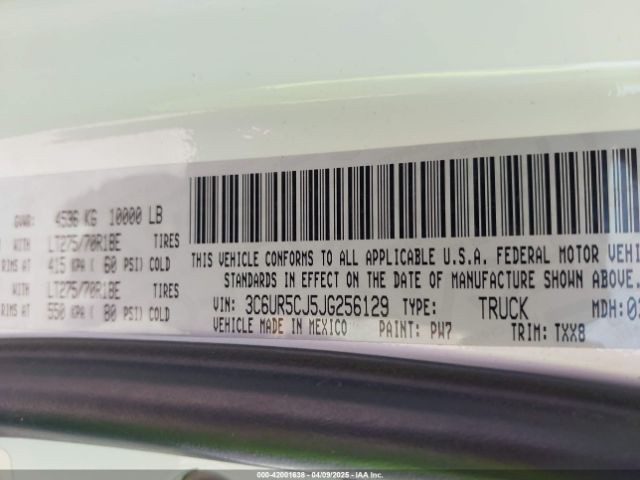 GVWR: 4536 KG 10000 LB
WITH LT275/70R18E TIRES
RIMS AT 415 KPA ( 60 PSI) COLD
WITH LT275/70R18E TIRES
RIMS AT 550 KPA ( 80 PSI) COLD
THIS VEHICLE CONFORMS TO ALL APPLICABLE U.S.A. FEDERAL MOTOR VEHI
STANDARDS IN EFFECT ON THE DATE OF MANUFACTURE SHOWN ABOVE.
VIN: 3C6UR5CJ5JG256129 TYPE: TRUCK MDH:
VEHICLE MADE IN MEXICO PAINT: PW7 TRIM: TXX8
000-42001638 - 04/09/2025 - IAA Inc.